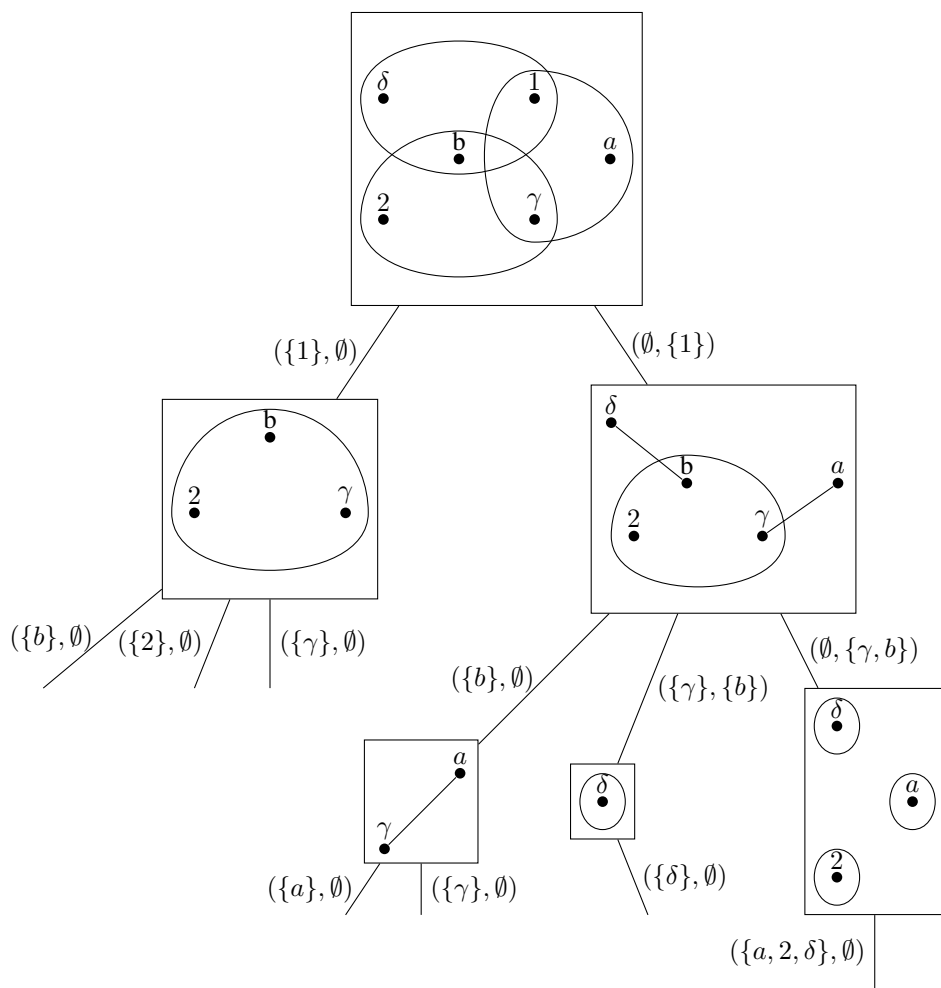 δ 1
b a
2 γ
({1}, ∅) (∅, {1})
b
2 γ
δ
b a
2 γ
({b}, ∅) ({2}, ∅) ({γ}, ∅)
({b}, ∅) ({γ}, {b}) (∅, {γ, b})
a
γ
δ
δ
a
2
({a}, ∅) ({γ}, ∅) ({δ}, ∅)
({a, 2, δ}, ∅)